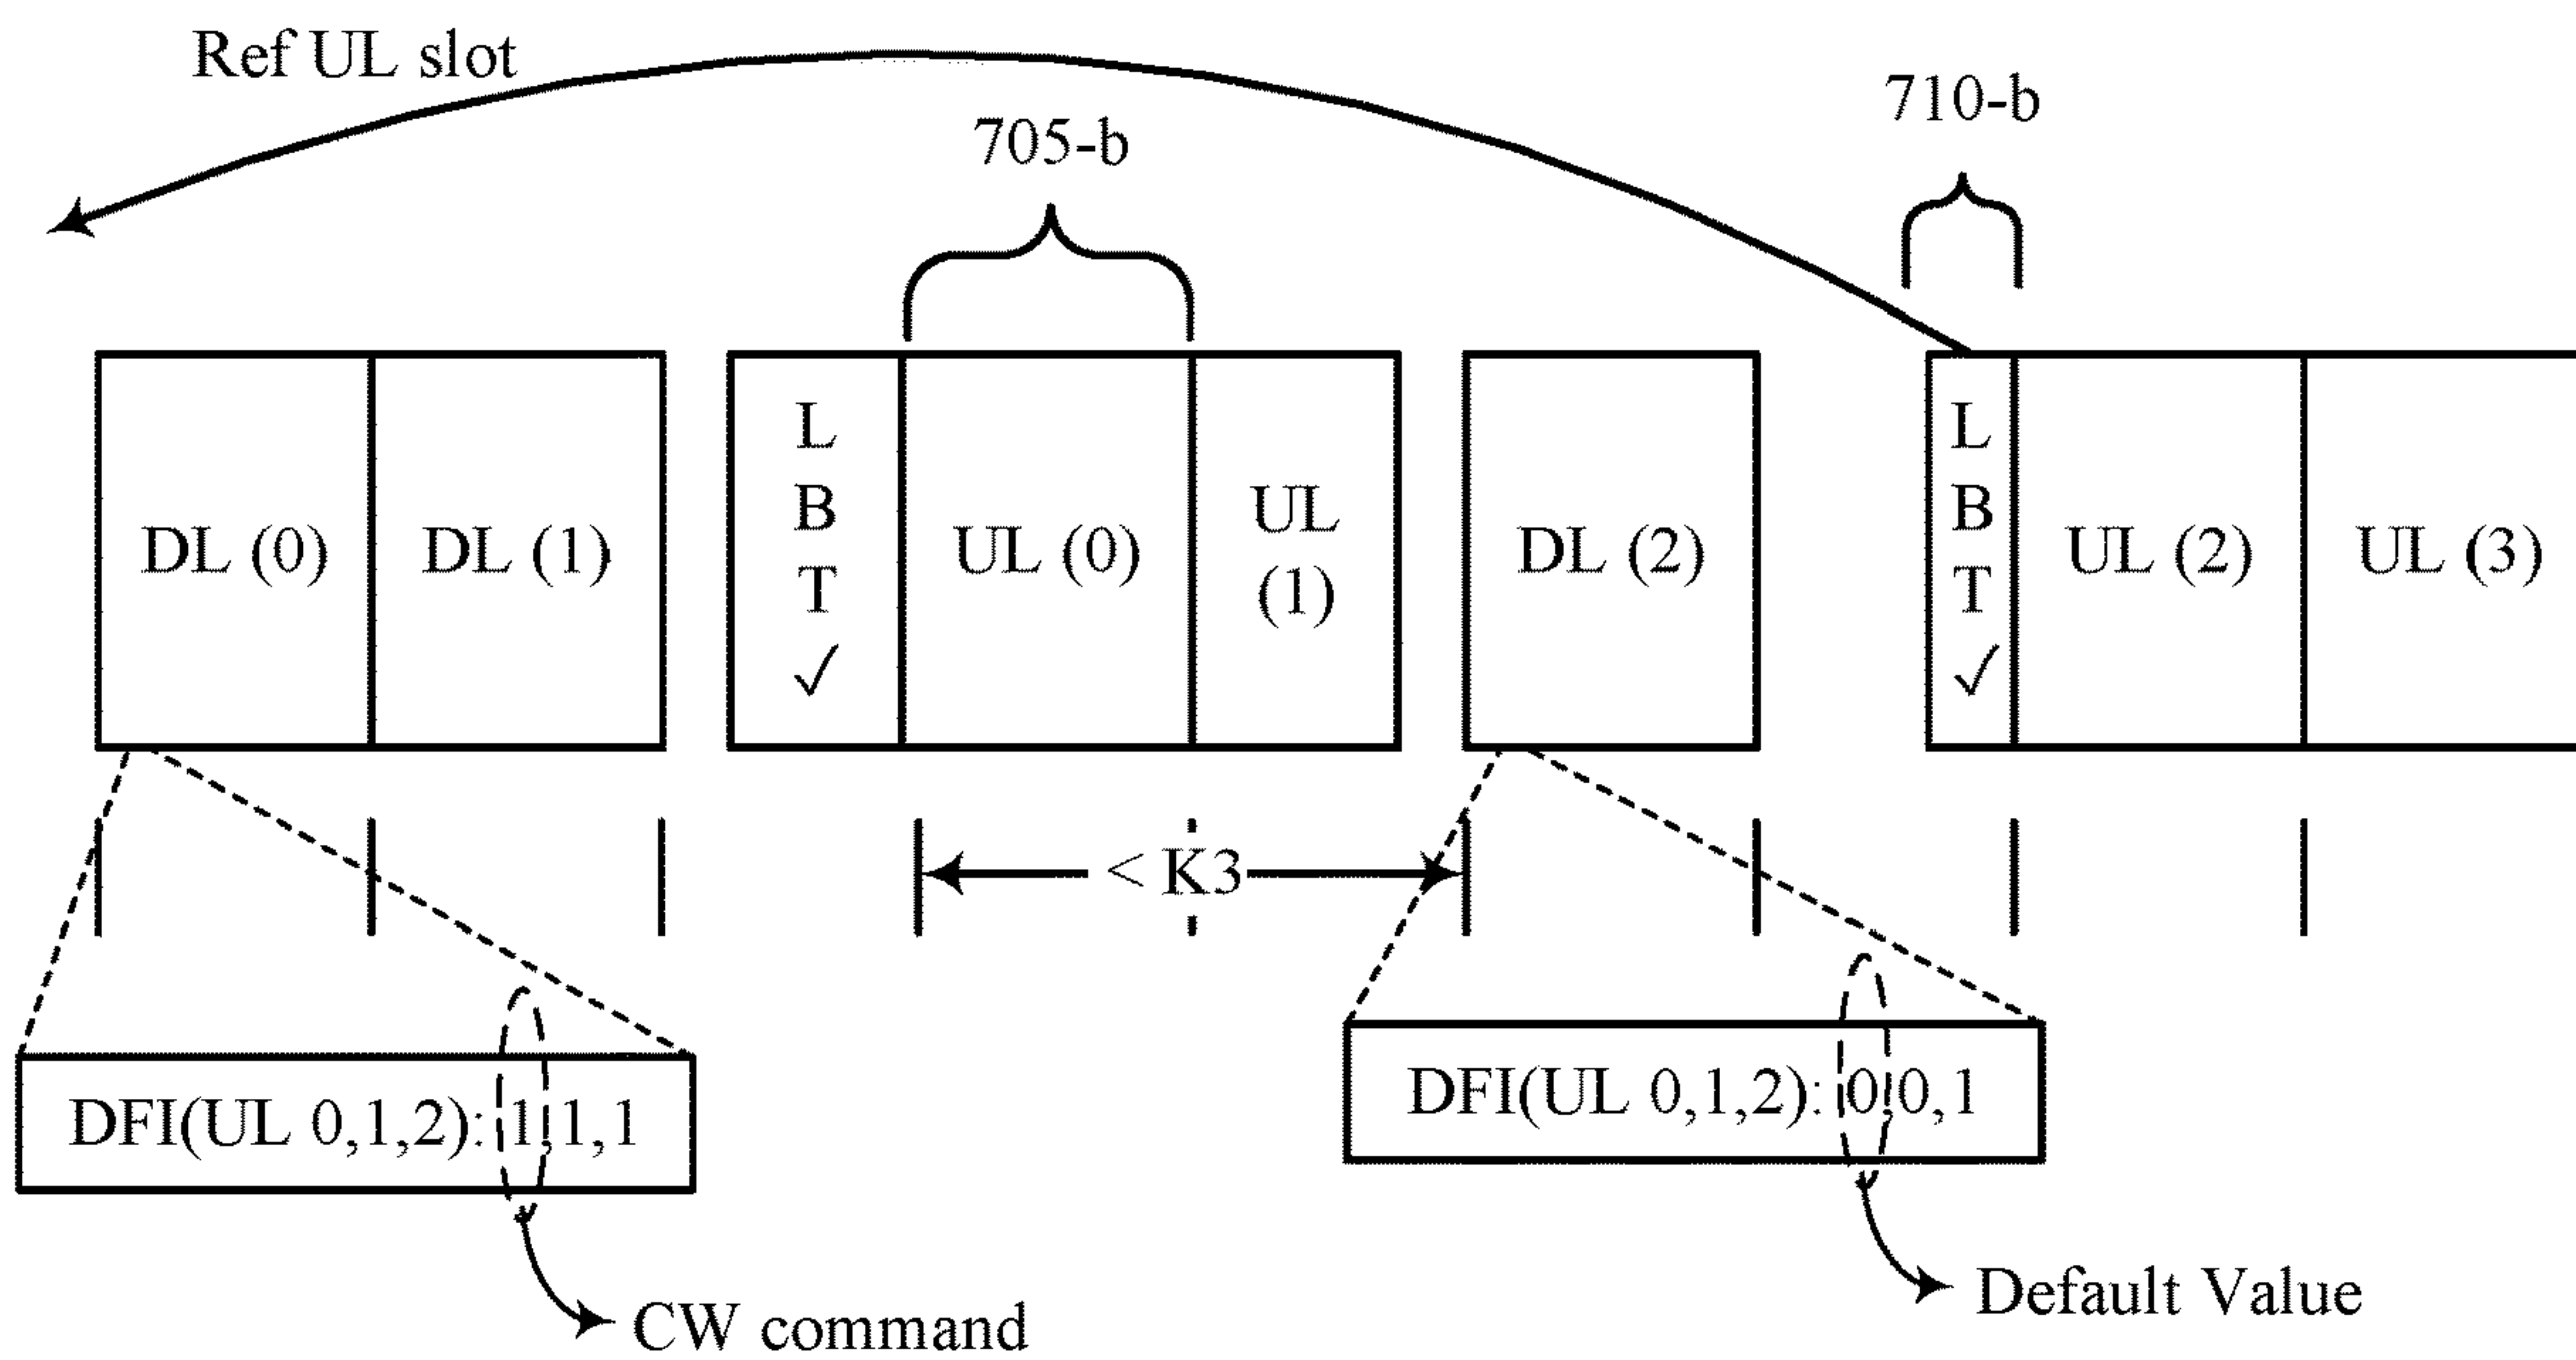 Ref UL slot
710-b
705-b
DL (0)
DL (1)
L
B
T
✓
UL (0)
UL
(1)
DL (2)
L
B
T
✓
UL (2)
UL (3)
< K3
DFI(UL 0,1,2): 1,1,1
DFI(UL 0,1,2): 0,0,1
CW command
Default Value